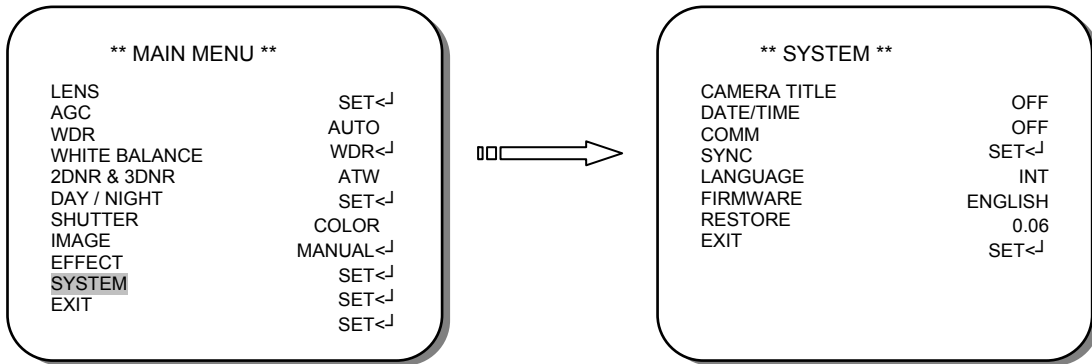 ** MAIN MENU **
LENS SET<┘
AGC AUTO
WDR WDR<┘
WHITE BALANCE ATW
2DNR & 3DNR SET<┘
DAY / NIGHT COLOR
SHUTTER MANUAL<┘
IMAGE SET<┘
EFFECT SET<┘
SYSTEM SET<┘
EXIT
** SYSTEM **
CAMERA TITLE OFF
DATE/TIME OFF
COMM SET<┘
SYNC INT
LANGUAGE ENGLISH
FIRMWARE 0.06
RESTORE SET<┘
EXIT